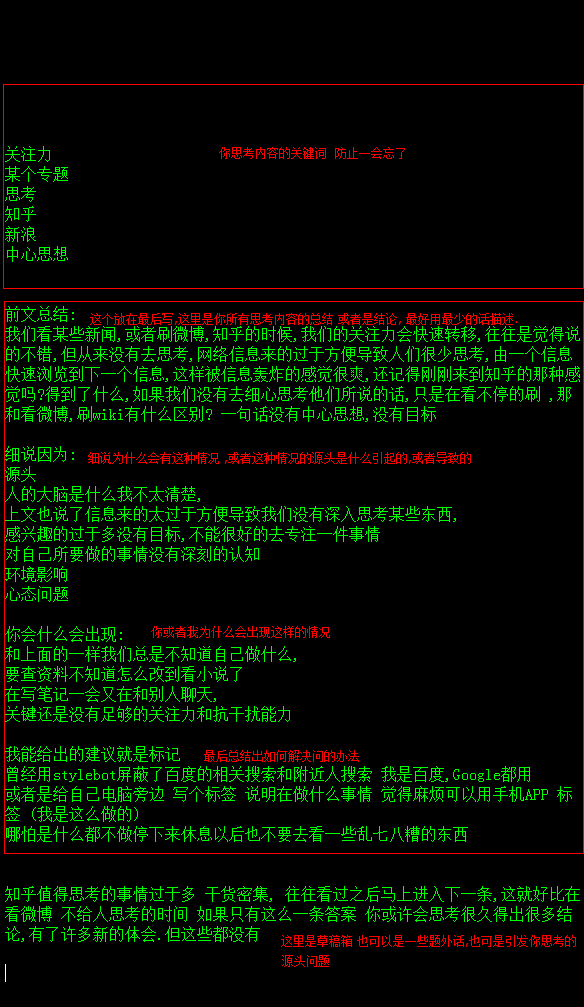 关注力 你思考内容的关键词 防止一会忘了
某个专题
思考
知乎
新浪
中心思想
前文总结: 这个放在最后写,这里是你所有思考内容的总结 或者是结论,最好用最少的话描述.
我们看某些新闻,或者刷微博,知乎的时候,我们的关注力会快速转移,往往是觉得说
的不错,但从来没有去思考,网络信息来的过于方便导致人们很少思考,由一个信息
快速浏览到下一个信息,这样被信息轰炸的感觉很爽,还记得刚刚来到知乎的那种感
觉吗?得到了什么,如果我们没有去细心思考他们所说的话,只是在看不停的刷 ,那
和看微博,刷wiki有什么区别? 一句话没有中心思想,没有目标
细说因为: 细说为什么会有这种情况 ,或者这种情况的源头是什么引起的,或者导致的
源头
人的大脑是什么我不太清楚,
上文也说了信息来的太过于方便导致我们没有深入思考某些东西,
感兴趣的过于多没有目标,不能很好的去专注一件事情
对自己所要做的事情没有深刻的认知
环境影响
心态问题
你会什么会出现: 你或者我为什么会出现这样的情况
和上面的一样我们总是不知道自己做什么,
要查资料不知道怎么改到看小说了
在写笔记一会又在和别人聊天,
关键还是没有足够的关注力和抗干扰能力
我能给出的建议就是标记 最后总结出如何解决问的办法
曾经用stylebot屏蔽了百度的相关搜索和附近人搜索 我是百度,Google都用
或者是给自己电脑旁边 写个标签 说明在做什么事情 觉得麻烦可以用手机APP 标
签 (我是这么做的)
哪怕是什么都不做停下来休息以后也不要去看一些乱七八糟的东西
知乎值得思考的事情过于多 干货密集, 往往看过之后马上进入下一条,这就好比在
看微博 不给人思考的时间 如果只有这么一条答案 你或许会思考很久得出很多结
论,有了许多新的体会.但这些都没有 这里是草稿箱 也可以是一些题外话,也可是引发你思考的
源头问题